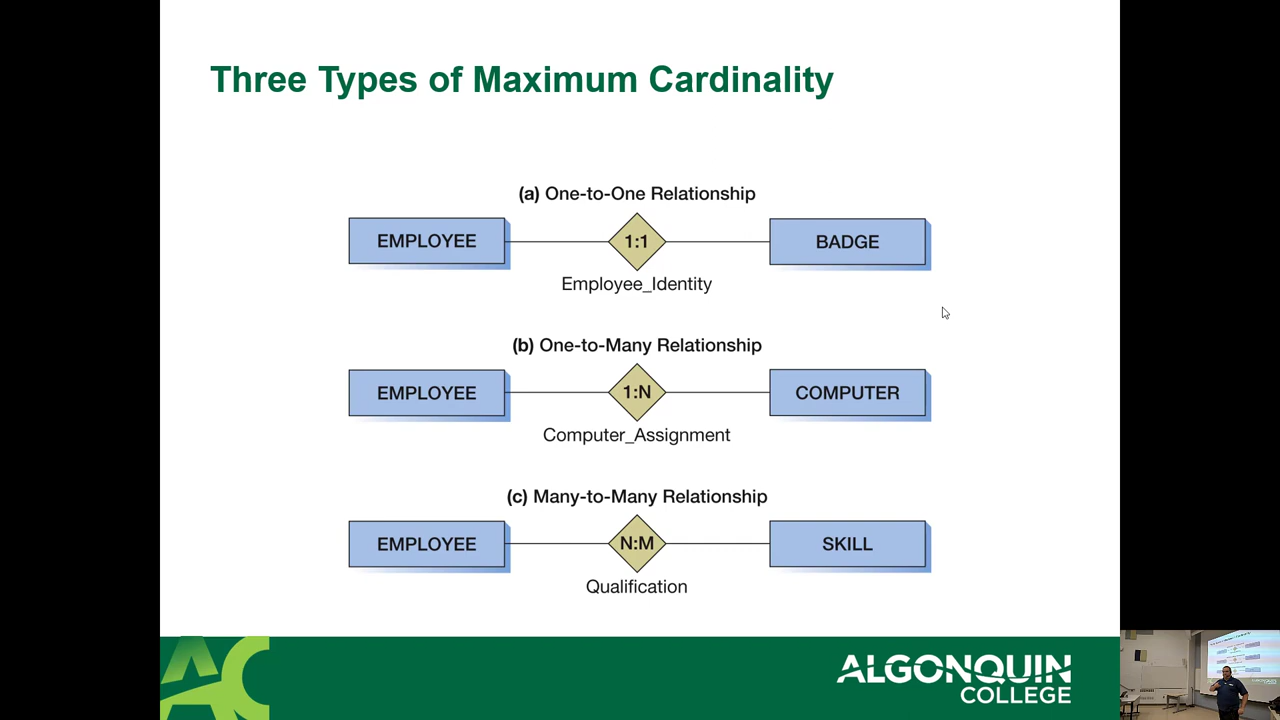 Three Types of Maximum Cardinality
(a) One-to-One Relationship
EMPLOYEE 1:1 BADGE
Employee_Identity
(b) One-to-Many Relationship
EMPLOYEE 1:N COMPUTER
Computer_Assignment
(c) Many-to-Many Relationship
EMPLOYEE N:M SKILL
Qualification
AC
ALGONQUIN
COLLEGE